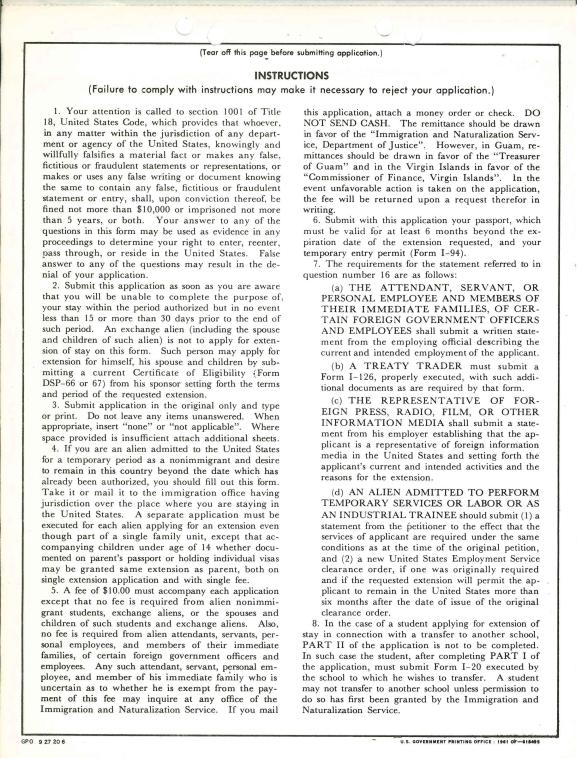 (Tear off this page before submitting application.)
INSTRUCTIONS
(Failure to comply with instructions may make it necessary to reject your application.)
1. Your attention is called to section 1001 of Title
18, United States Code, which provides that whoever,
in any matter within the jurisdiction of any depart-
ment or agency of the United States, knowingly and
willfully falsifies a material fact or makes any false,
fictitious or fraudulent statements or representations, or
makes or uses any false writing or document knowing
the same to contain any false, fictitious or fraudulent
statement or entry, shall, upon conviction thereof, be
fined not more than $10,000 or imprisoned not more
than 5 years, or both. Your answer to any of the
questions in this form may be used as evidence in any
proceedings to determine your right to enter, reenter,
pass through, or reside in the United States. False
answer to any of the questions may result in the de-
nial of your application.
2. Submit this application as soon as you are aware
that you will be unable to complete the purpose of,
your stay within the period authorized but in no event
less than 15 or more than 30 days prior to the end of
such period. An exchange alien (including the spouse
and children of such alien) is not to apply for exten-
sion of stay on this form. Such person may apply for
extension for himself, his spouse and children by sub-
mitting a current Certificate of Eligibility (Form
DSP-66 or 67) from his sponsor setting forth the terms
and period of the requested extension.
3. Submit application in the original only and type
or print. Do not leave any items unanswered. When
appropriate, insert "none" or "not applicable". Where
space provided is insufficient attach additional sheets.
4. If you are an alien admitted to the United States
for a temporary period as a nonimmigrant and desire
to remain in this country beyond the date which has
already been authorized, you should fill out this form.
Take it or mail it to the immigration office having
jurisdiction over the place where you are staying in
the United States. A separate application must be
executed for each alien applying for an extension even
though part of a single family unit, except that ac-
companying children under age of 14 whether docu-
mented on parent's passport or holding individual visas
may be granted same extension as parent, both on
single extension application and with single fee.
5. A fee of $10.00 must accompany each application
except that no fee is required from alien nonimmi-
grant students, exchange aliens, or the spouses and
children of such students and exchange aliens. Also,
no fee is required from alien attendants, servants, per-
sonal employees, and members of their immediate
families, of certain foreign government officers and
employees. Any such attendant, servant, personal em-
ployee, and member of his immediate family who is
uncertain as to whether he is exempt from the pay-
ment of this fee may inquire at any office of the
Immigration and Naturalization Service. If you mail
this application, attach a money order or check. DO
NOT SEND CASH. The remittance should be drawn
in favor of the "Immigration and Naturalization Serv-
ice, Department of Justice". However, in Guam, re-
mittances should be drawn in favor of the "Treasurer
of Guam" and in the Virgin Islands in favor of the
"Commissioner of Finance, Virgin Islands". In the
event unfavorable action is taken on the application,
the fee will be returned upon a request therefor in
writing.
6. Submit with this application your passport, which
must be valid for at least 6 months beyond the ex-
piration date of the extension requested, and your
temporary entry permit (Form I-94).
7. The requirements for the statement referred to in
question number 16 are as follows:
(a) THE ATTENDANT, SERVANT, OR
PERSONAL EMPLOYEE AND MEMBERS OF
THEIR IMMEDIATE FAMILIES, OF CER-
TAIN FOREIGN GOVERNMENT OFFICERS
AND EMPLOYEES shall submit a written state-
ment from the employing official describing the
current and intended employment of the applicant.
(b) A TREATY TRADER must submit a
Form I-126, properly executed, with such addi-
tional documents as are required by that form.
(c) THE REPRESENTATIVE OF FOR-
EIGN PRESS, RADIO, FILM, OR OTHER
INFORMATION MEDIA shall submit a state-
ment from his employer establishing that the ap-
plicant is a representative of foreign information
media in the United States and setting forth the
applicant's current and intended activities and the
reasons for the extension.
(d) AN ALIEN ADMITTED TO PERFORM
TEMPORARY SERVICES OR LABOR OR AS
AN INDUSTRIAL TRAINEE should submit (1) a
statement from the petitioner to the effect that the
services of applicant are required under the same
conditions as at the time of the original petition,
and (2) a new United States Employment Service
clearance order, if one was originally required
and if the requested extension will permit the ap-
plicant to remain in the United States more than
six months after the date of issue of the original
clearance order.
8. In the case of a student applying for extension of
stay in connection with a transfer to another school,
PART II of the application is not to be completed.
In such case the student, after completing PART I of
the application, must submit Form I-20 executed by
the school to which he wishes to transfer. A student
may not transfer to another school unless permission to
do so has first been granted by the Immigration and
Naturalization Service.
GPO 9 27 20 6
U.S. GOVERNMENT PRINTING OFFICE : 1961 OF-618495